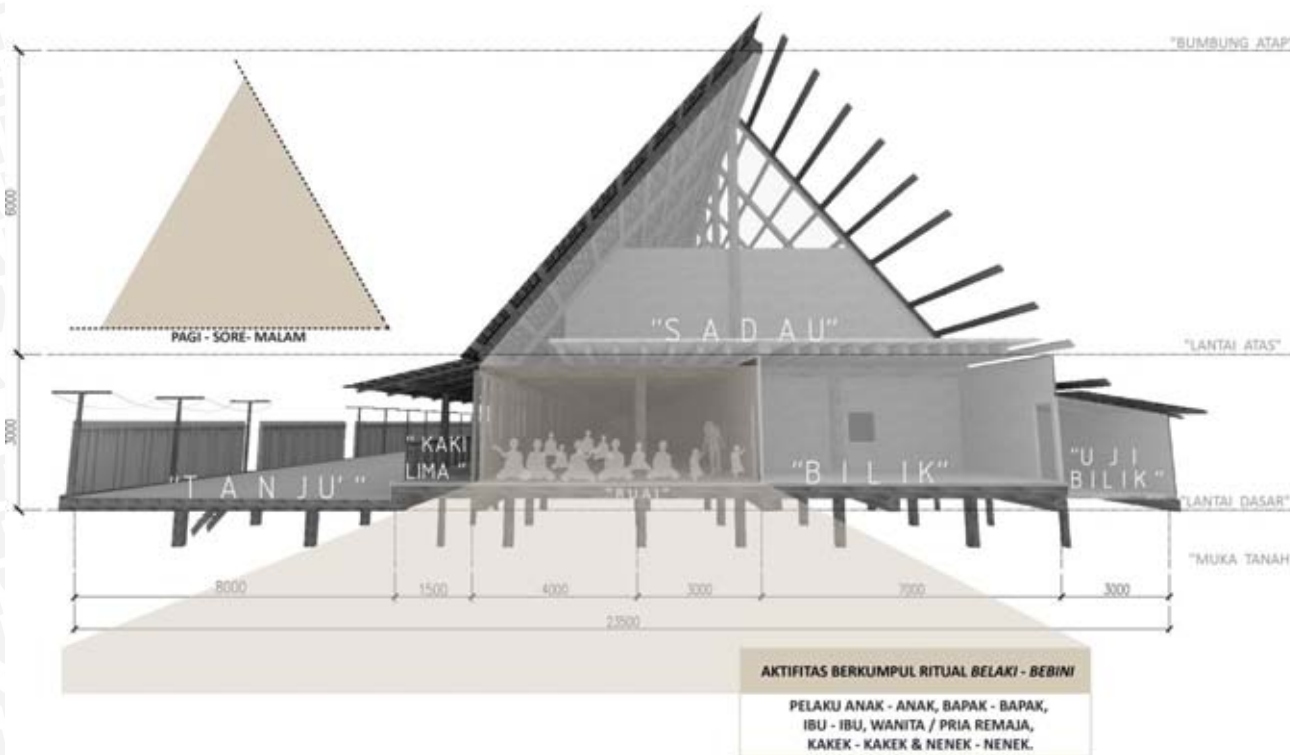 "BUMBUNG ATAP"
6000
PAGI - SORE- MALAM
"S A D A U"
"LANTAI ATAS"
3000
"KAKI
LIMA"
"T A N J U'"
"RUAI"
"B I L I K"
"U J I
B I L I K"
"LANTAI DASAR"
"MUKA TANAH
8000
1500
4000
3000
7000
3000
23500
AKTIFITAS BERKUMPUL RITUAL BELAKI - BEBINI
PELAKU ANAK - ANAK, BAPAK - BAPAK,
IBU - IBU, WANITA / PRIA REMAJA,
KAKEK - KAKEK & NENEK - NENEK.